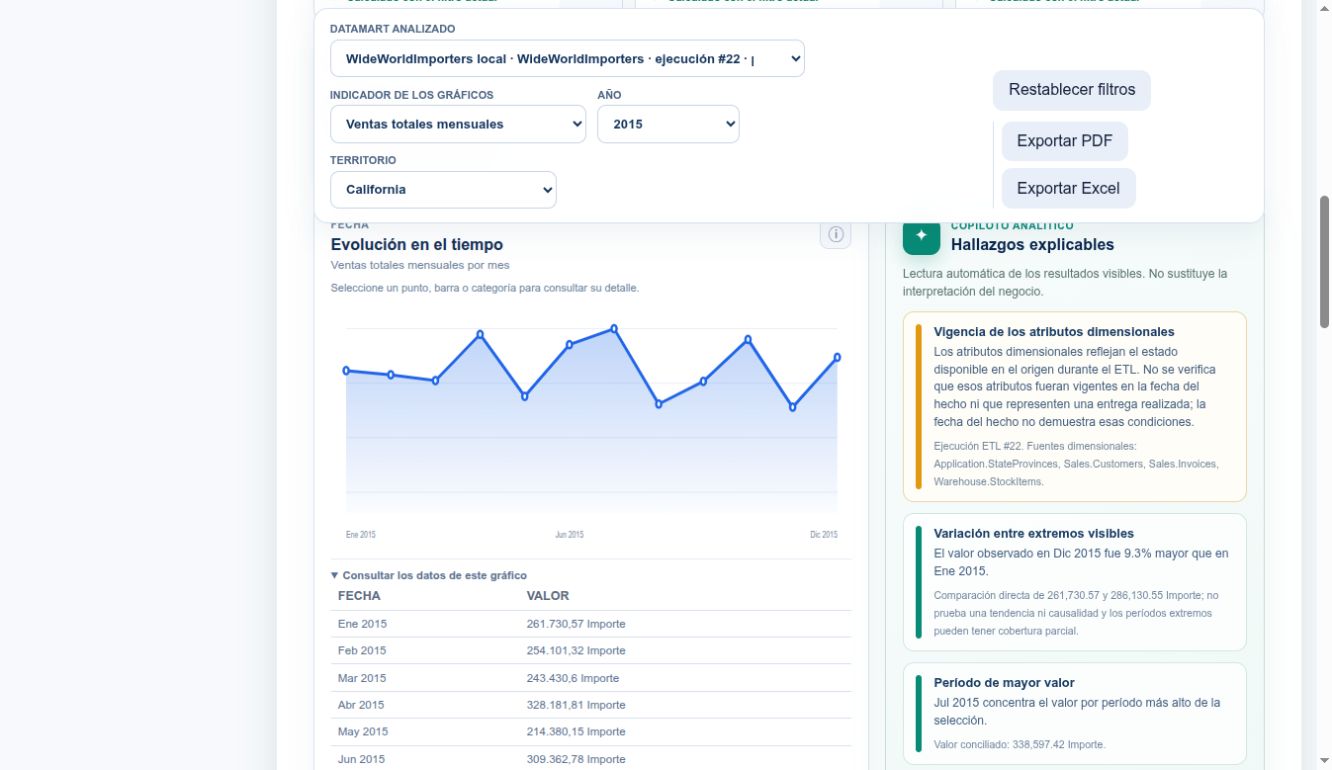 DATAMART ANALIZADO
WideWorldImporters local · WideWorldImporters · ejecución #22 ·
INDICADOR DE LOS GRÁFICOS
AÑO
Ventas totales mensuales
2015
TERRITORIO
California
Restablecer filtros
Exportar PDF
Exportar Excel
FECHA
Evolución en el tiempo
Ventas totales mensuales por mes
Seleccione un punto, barra o categoría para consultar su detalle.
Ene 2015
Jun 2015
Dic 2015
▼ Consultar los datos de este gráfico
FECHA VALOR
Ene 2015 261.730,57 Importe
Feb 2015 254.101,32 Importe
Mar 2015 243.430,6 Importe
Abr 2015 328.181,81 Importe
May 2015 214.380,15 Importe
Jun 2015 309.362,78 Importe
COPILOTO ANALÍTICO
Hallazgos explicables
Lectura automática de los resultados visibles. No sustituye la
interpretación del negocio.
Vigencia de los atributos dimensionales
Los atributos dimensionales reflejan el estado
disponible en el origen durante el ETL. No se verifica
que esos atributos fueran vigentes en la fecha del
hecho ni que representen una entrega realizada; la
fecha del hecho no demuestra esas condiciones.
Ejecución ETL #22. Fuentes dimensionales:
Application.StateProvinces, Sales.Customers, Sales.Invoices,
Warehouse.StockItems.
Variación entre extremos visibles
El valor observado en Dic 2015 fue 9.3% mayor que en
Ene 2015.
Comparación directa de 261,730.57 y 286,130.55 Importe; no
prueba una tendencia ni causalidad y los períodos extremos
pueden tener cobertura parcial.
Período de mayor valor
Jul 2015 concentra el valor por período más alto de la
selección.
Valor conciliado: 338,597.42 Importe.